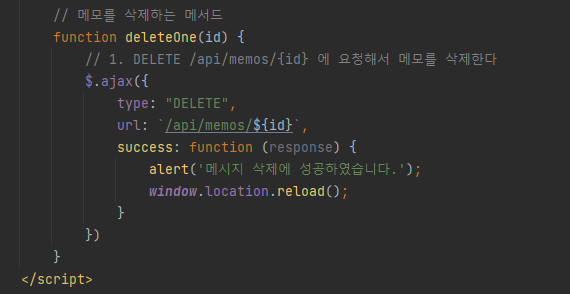 // 메모를 삭제하는 메서드
function deleteOne(id) {
// 1. DELETE /api/memos/{id} 에 요청해서 메모를 삭제한다
$.ajax({
type: "DELETE",
url: `/api/memos/${id}`,
success: function (response) {
alert('메시지 삭제에 성공하였습니다.');
window.location.reload();
}
})
}
</script>